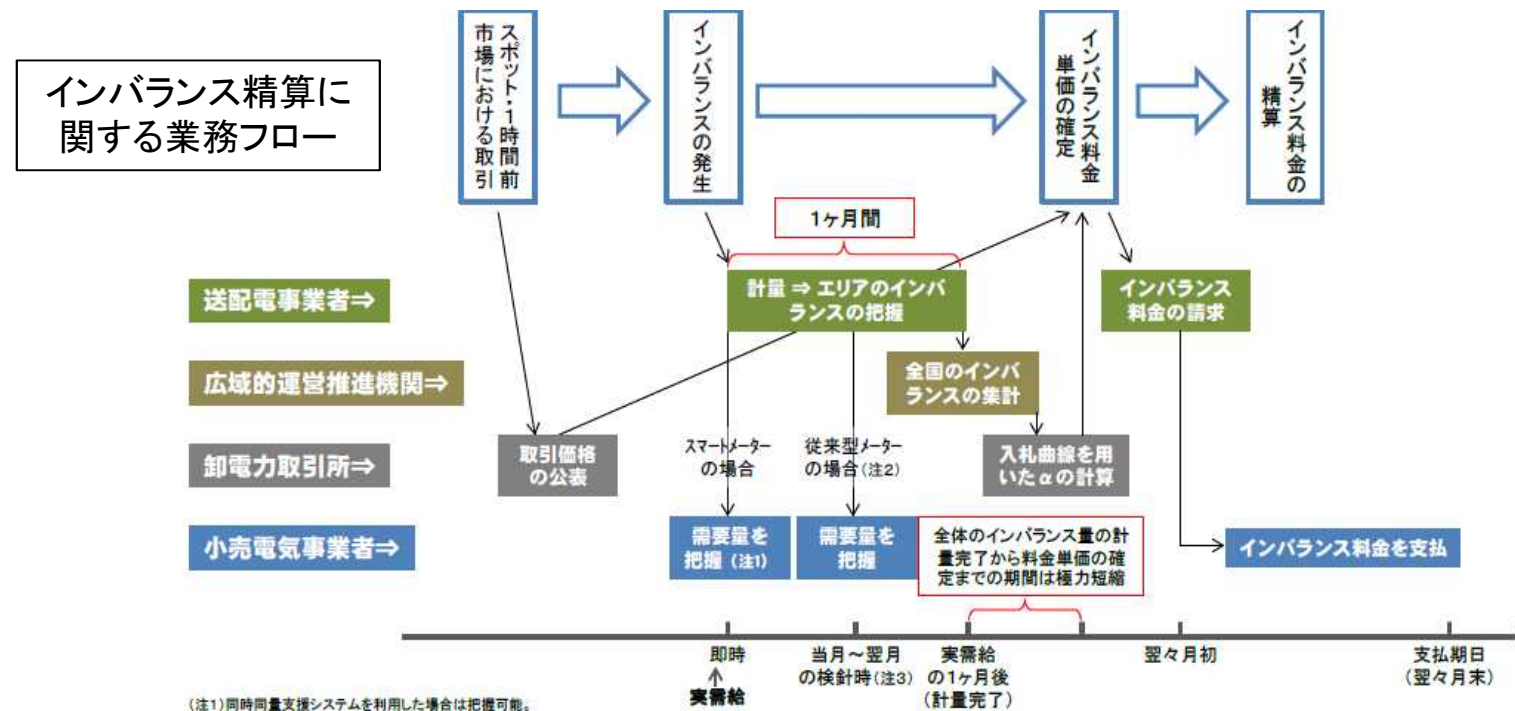 インバランス精算に
関する業務フロー
スポット・1時間前
市場における取引
インバランスの発生
インバランス料金
単価の確定
インバランス料金の
精算
1ヶ月間
送配電事業者⇒
計量 ⇒ エリアのインバ
ランスの把握
インバランス
料金の請求
広域的運営推進機関⇒
全国のインバ
ランスの集計
卸電力取引所⇒
取引価格
の公表
スマートメーター
の場合
従来型メーター
の場合(注2)
入札曲線を用
いたαの計算
小売電気事業者⇒
需要量を
把握(注1)
需要量を
把握
全体のインバランス量の計
量完了から料金単価の確
定までの期間は極力短縮
インバランス料金を支払
即時
実需給
当月～翌月
の検針時(注3)
実需給
の1ヶ月後
(計量完了)
翌々月初
支払期日
(翌々月末)
(注1)同時同量支援システムを利用した場合は把握可能。